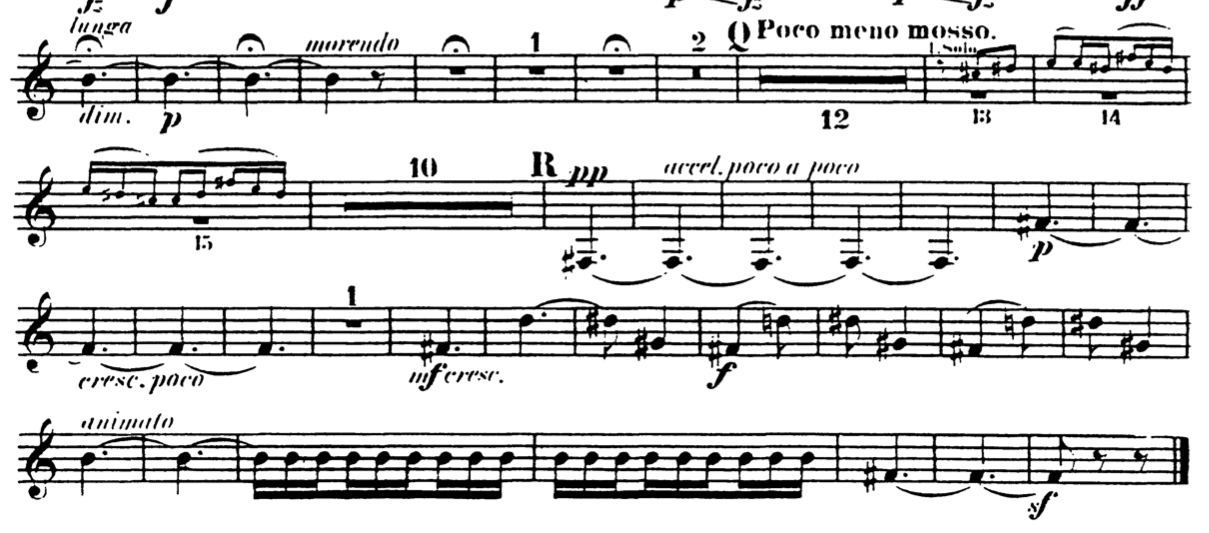 fz f p fz p fz ff
lunga
morendo 1 2 Q Poco meno mosso.
1. Solo
dim. p 12 13 14
10 R pp accel. poco a poco
15 p
1
cresc. poco mf cresc. f
animato
sf